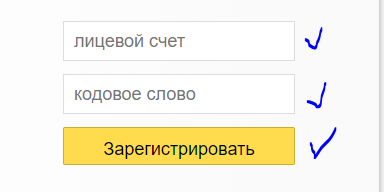 лицевой счет
кодовое слово
Зарегистрировать